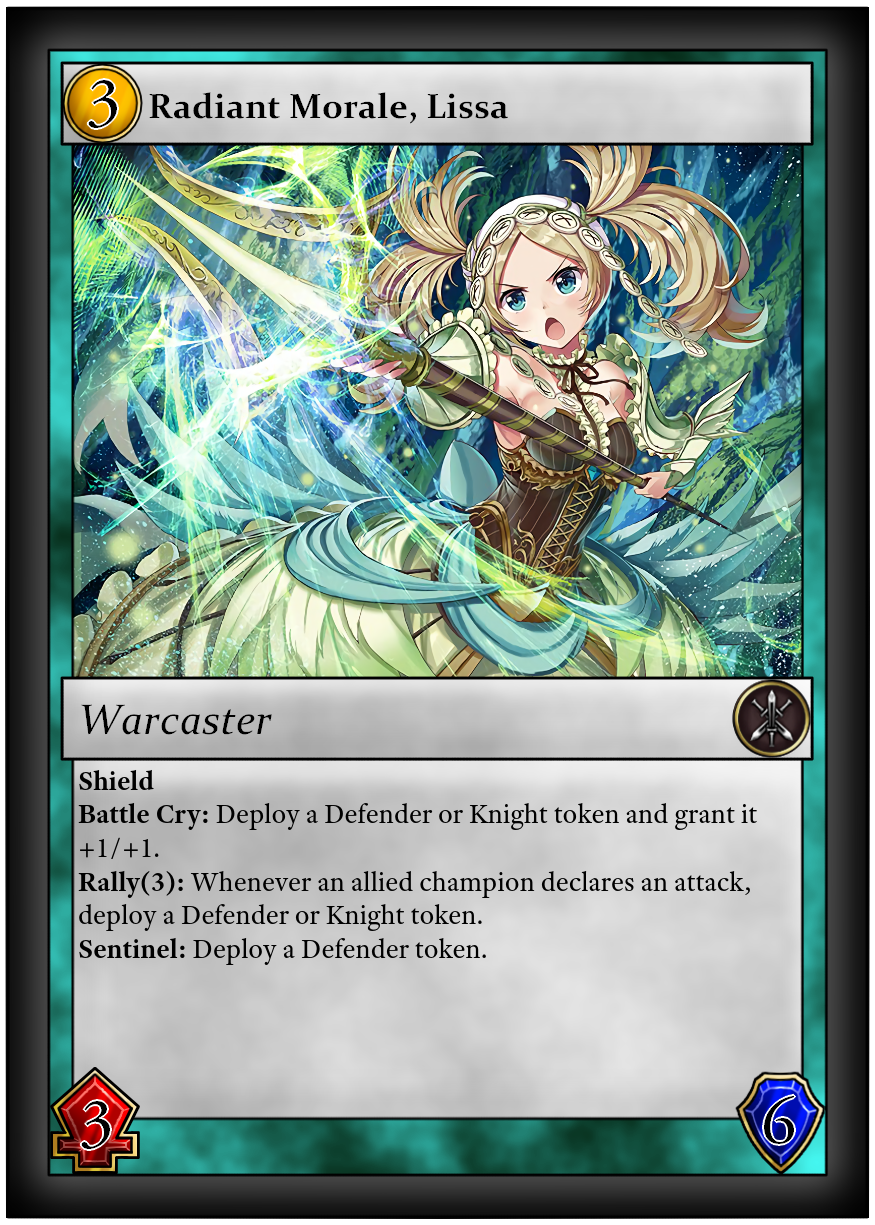 3
Radiant Morale, Lissa
Warcaster
Shield
Battle Cry: Deploy a Defender or Knight token and grant it
+1/+1.
Rally(3): Whenever an allied champion declares an attack,
deploy a Defender or Knight token.
Sentinel: Deploy a Defender token.
3
6